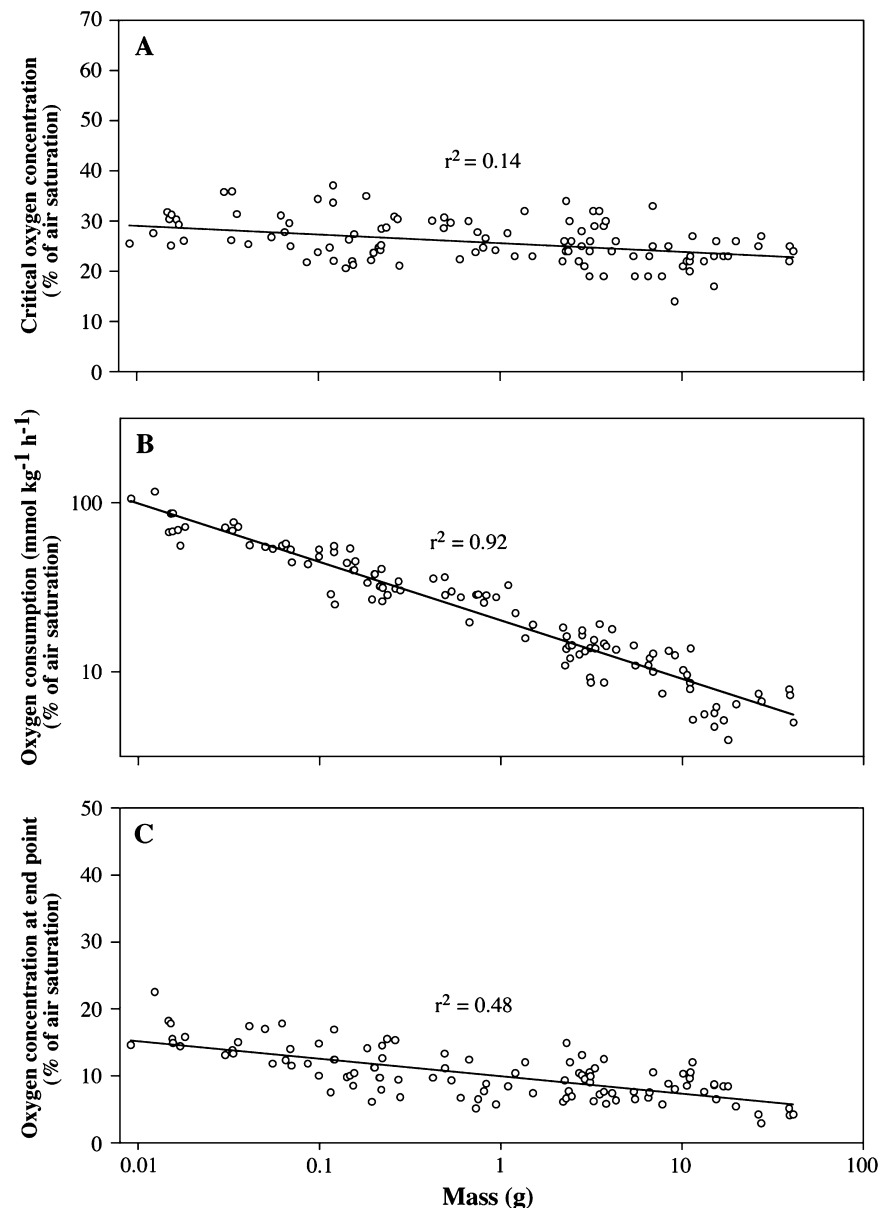 A
Critical oxygen concentration
(% of air saturation)
70
60
50
40
30
20
10
0
r² = 0.14
B
Oxygen consumption (mmol kg⁻¹ h⁻¹)
(% of air saturation)
100
10
r² = 0.92
C
Oxygen concentration at end point
(% of air saturation)
50
40
30
20
10
0
r² = 0.48
0.01 0.1 1 10 100
Mass (g)